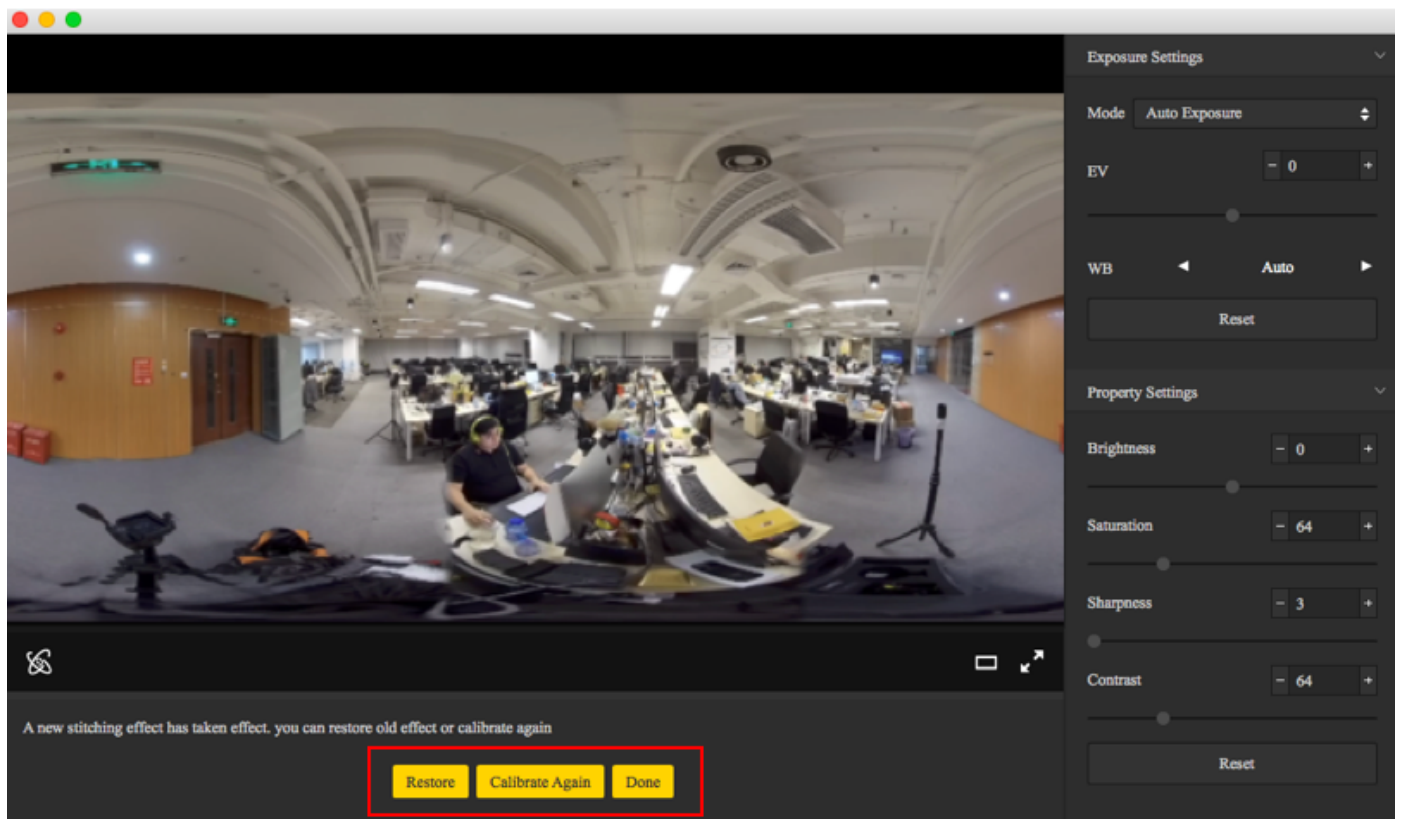 Exposure Settings
Mode Auto Exposure
EV - 0 +
WB ◀ Auto ▶
Reset
Property Settings
Brightness - 0 +
Saturation - 64 +
Sharpness - 3 +
Contrast - 64 +
Reset
A new stitching effect has taken effect. you can restore old effect or calibrate again
Restore Calibrate Again Done